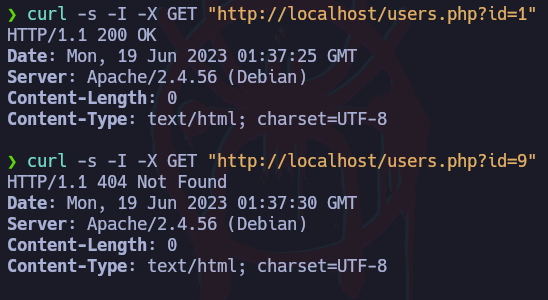 ❯ curl -s -I -X GET "http://localhost/users.php?id=1"
HTTP/1.1 200 OK
Date: Mon, 19 Jun 2023 01:37:25 GMT
Server: Apache/2.4.56 (Debian)
Content-Length: 0
Content-Type: text/html; charset=UTF-8
❯ curl -s -I -X GET "http://localhost/users.php?id=9"
HTTP/1.1 404 Not Found
Date: Mon, 19 Jun 2023 01:37:30 GMT
Server: Apache/2.4.56 (Debian)
Content-Length: 0
Content-Type: text/html; charset=UTF-8